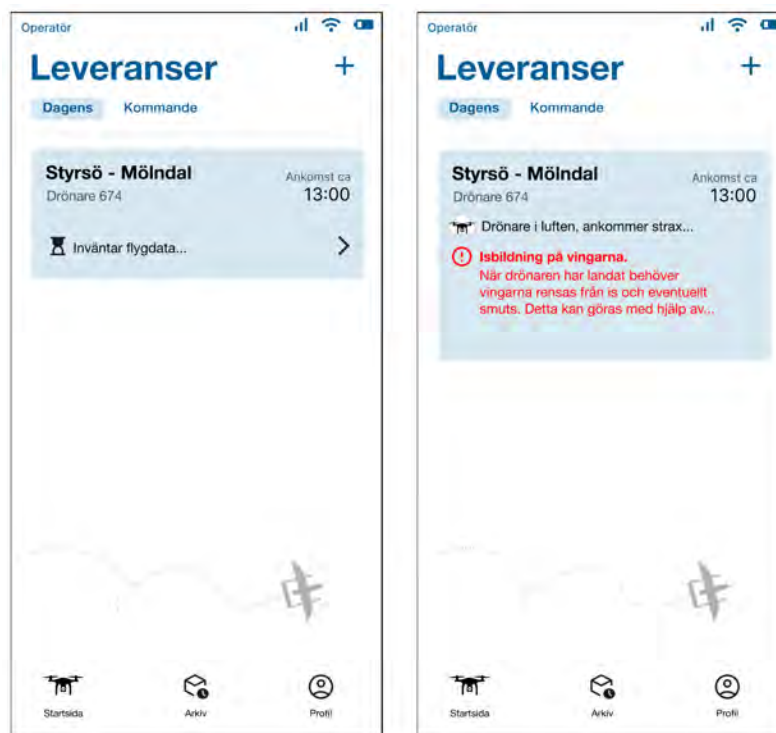 Operatör
Leveranser
+
Dagens Kommande
Styrsö - Mölndal
Ankomst ca
Drönare 674
13:00
Inväntar flygdata...
Startsida
Arkiv
Profil
Operatör
Leveranser
+
Dagens Kommande
Styrsö - Mölndal
Ankomst ca
Drönare 674
13:00
Drönare i luften, ankommer strax...
Isbildning på vingarna.
När drönaren har landat behöver
vingarna rensas från is och eventuellt
smuts. Detta kan göras med hjälp av...
Startsida
Arkiv
Profil